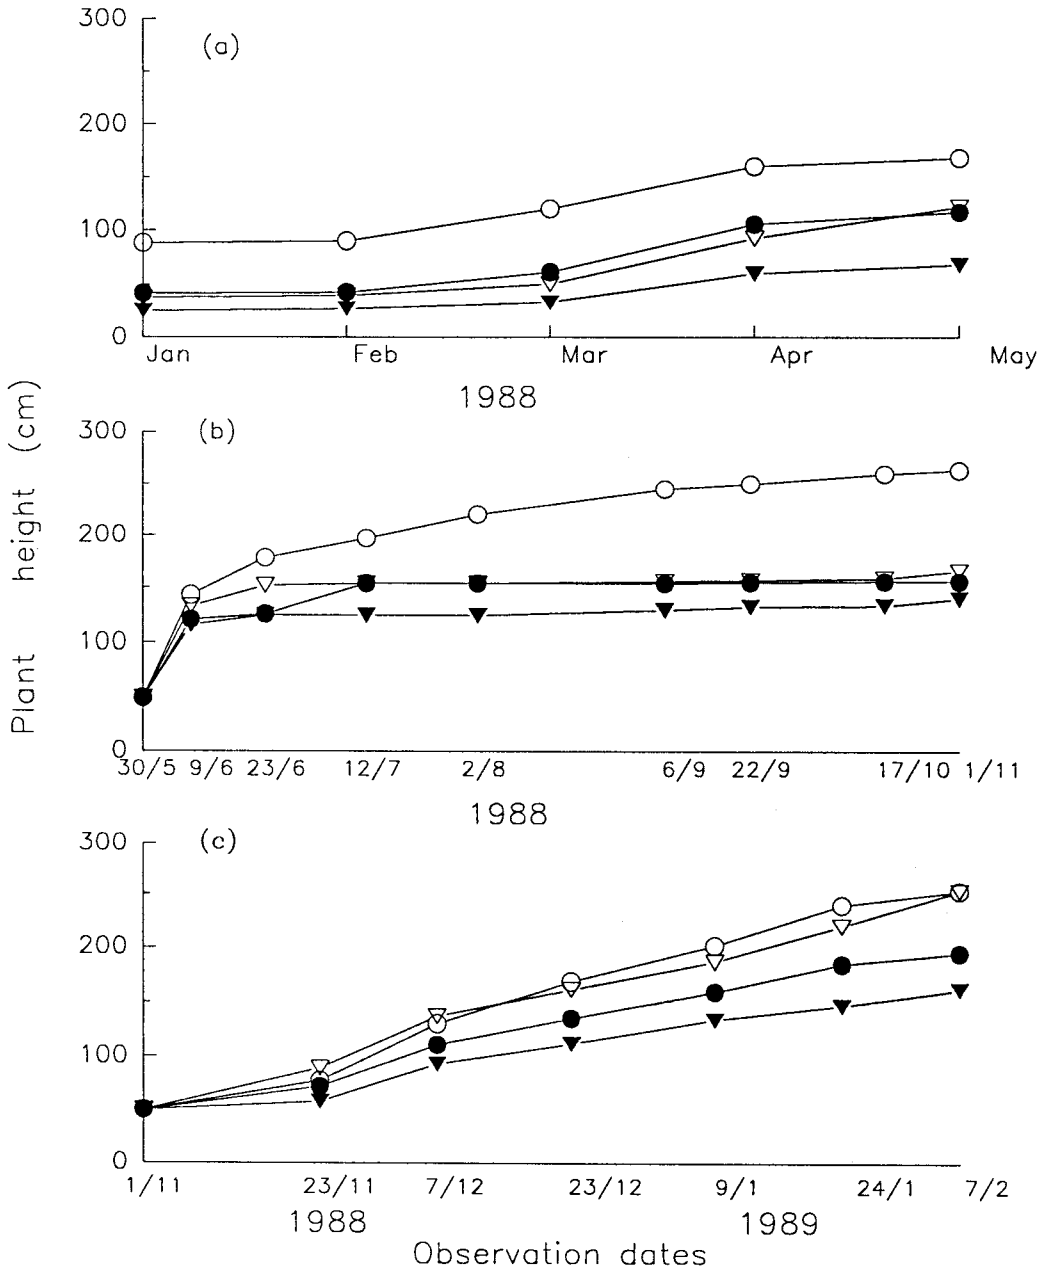 300
(a)
200
100
0
Jan Feb Mar Apr May
1988
Plant height (cm)
300
(b)
200
100
0
30/5 9/6 23/6 12/7 2/8 6/9 22/9 17/10 1/11
1988
300
(c)
200
100
0
1/11 23/11 7/12 23/12 9/1 24/1 7/2
1988 1989
Observation dates